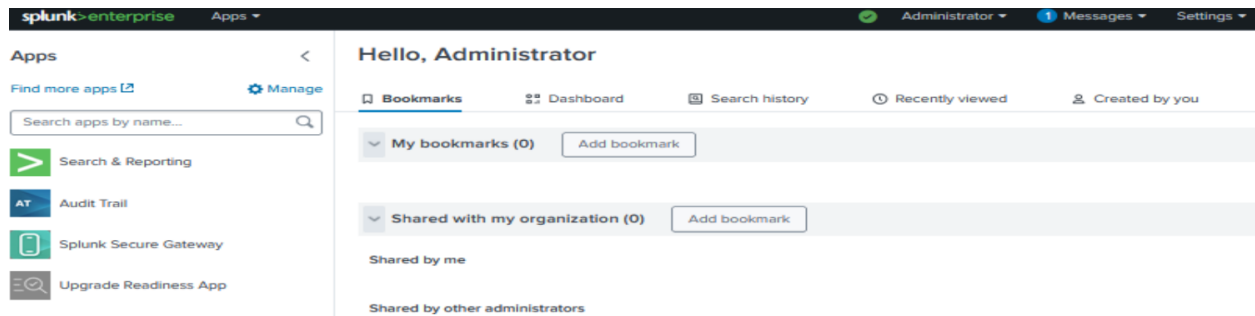 splunk>enterprise Apps Administrator 1 Messages Settings
Apps
Find more apps Manage
Search apps by name...
Search & Reporting
AT Audit Trail
Splunk Secure Gateway
Upgrade Readiness App
Hello, Administrator
Bookmarks Dashboard Search history Recently viewed Created by you
My bookmarks (0) Add bookmark
Shared with my organization (0) Add bookmark
Shared by me
Shared by other administrators